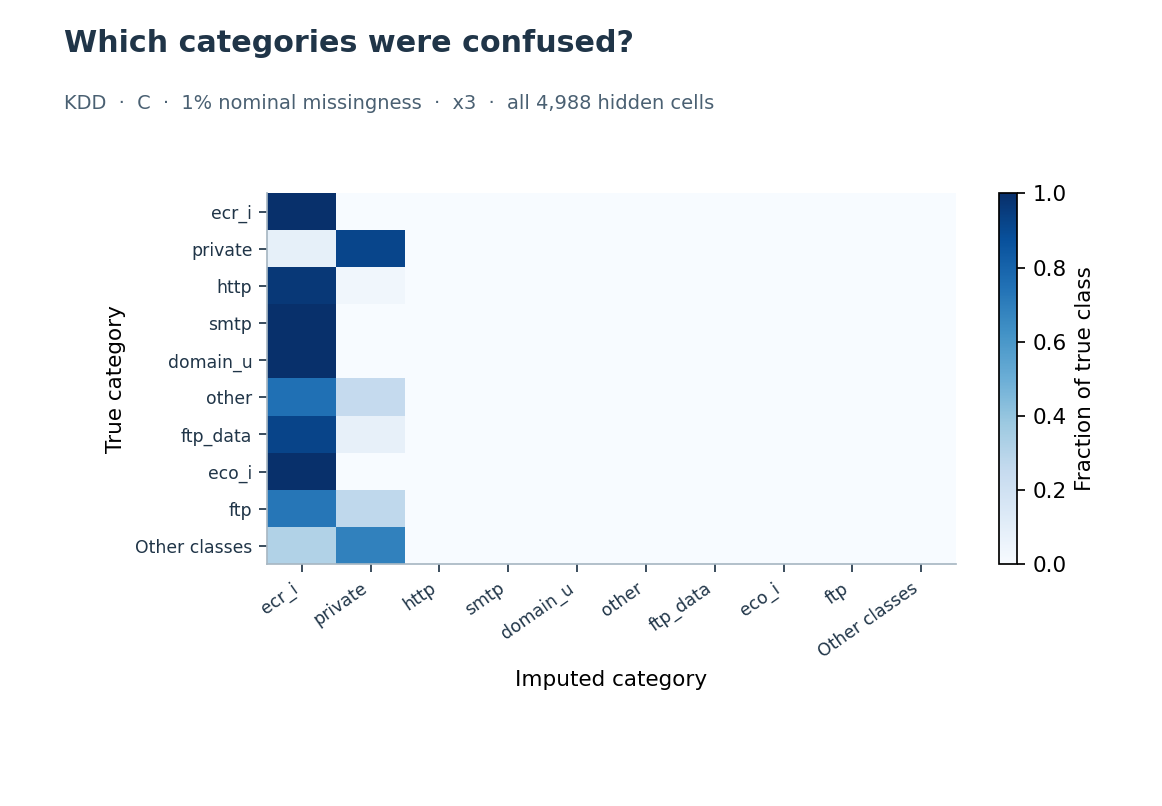 Which categories were confused?
KDD · C · 1% nominal missingness · x3 · all 4,988 hidden cells
True category
ecr_i
private
http
smtp
domain_u
other
ftp_data
eco_i
ftp
Other classes
ecr_i
private
http
smtp
domain_u
other
ftp_data
eco_i
ftp
Other classes
Imputed category
1.0
0.8
0.6
0.4
0.2
0.0
Fraction of true class